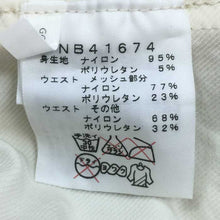 NB41674
身生地 ナイロン 95%
ポリウレタン 5%
ウエスト メッシュ部分
ナイロン 77%
ポリウレタン 23%
ウエスト その他
ナイロン 68%
ポリウレタン 32%